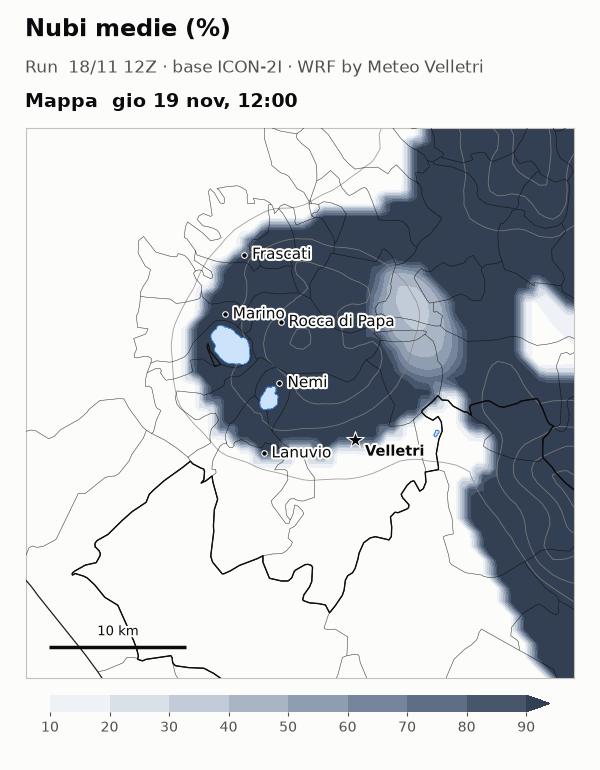 Nubi medie (%)
Run  18/11 12Z · base ICON-2I · WRF by Meteo Velletri
Mappa  gio 19 nov, 12:00
Frascati
Marino
Rocca di Papa
Nemi
Lanuvio
Velletri
10 km
10 20 30 40 50 60 70 80 90